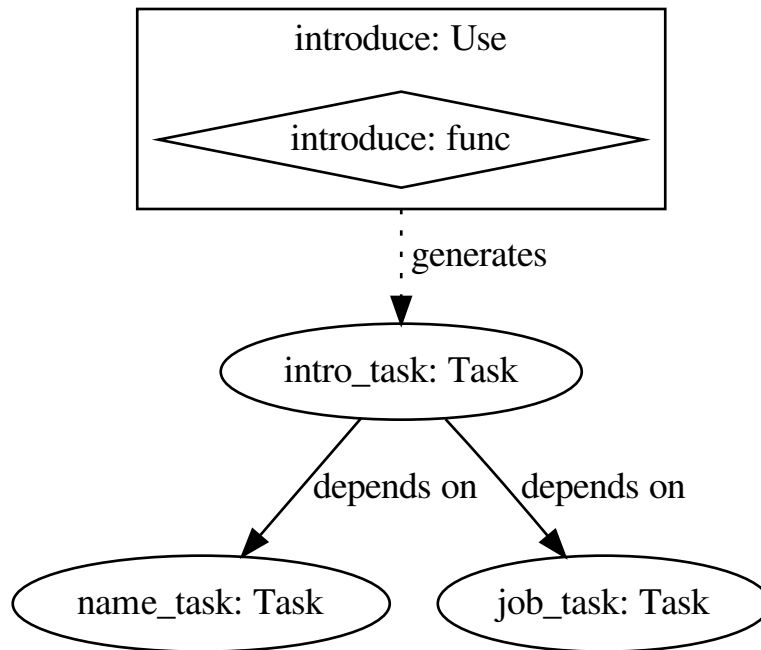 introduce: Use
introduce: func
generates
intro_task: Task
depends on
depends on
name_task: Task
job_task: Task